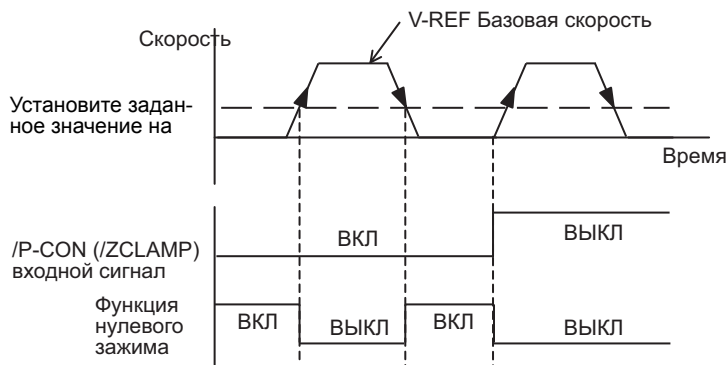 V-REF Базовая скорость
Скорость
Установите задан-
ное значение на
Время
/P-CON (/ZCLAMP)
входной сигнал
ВКЛ
ВЫКЛ
Функция
нулевого
зажима
ВКЛ
ВЫКЛ
ВКЛ
ВЫКЛ